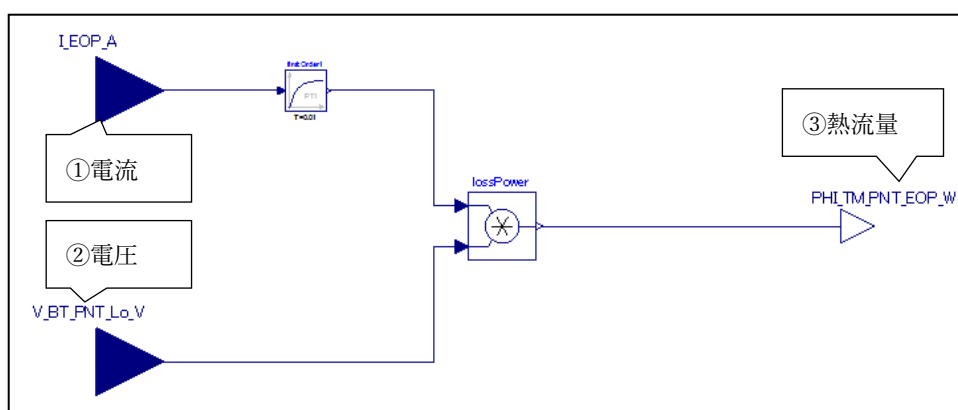 I_EOP_A
firstOrder1
PT1
T=0.01
①電流
③熱流量
lossPower
PHI_TM_PNT_EOP_W
②電圧
V_BT_PNT_Lo_V